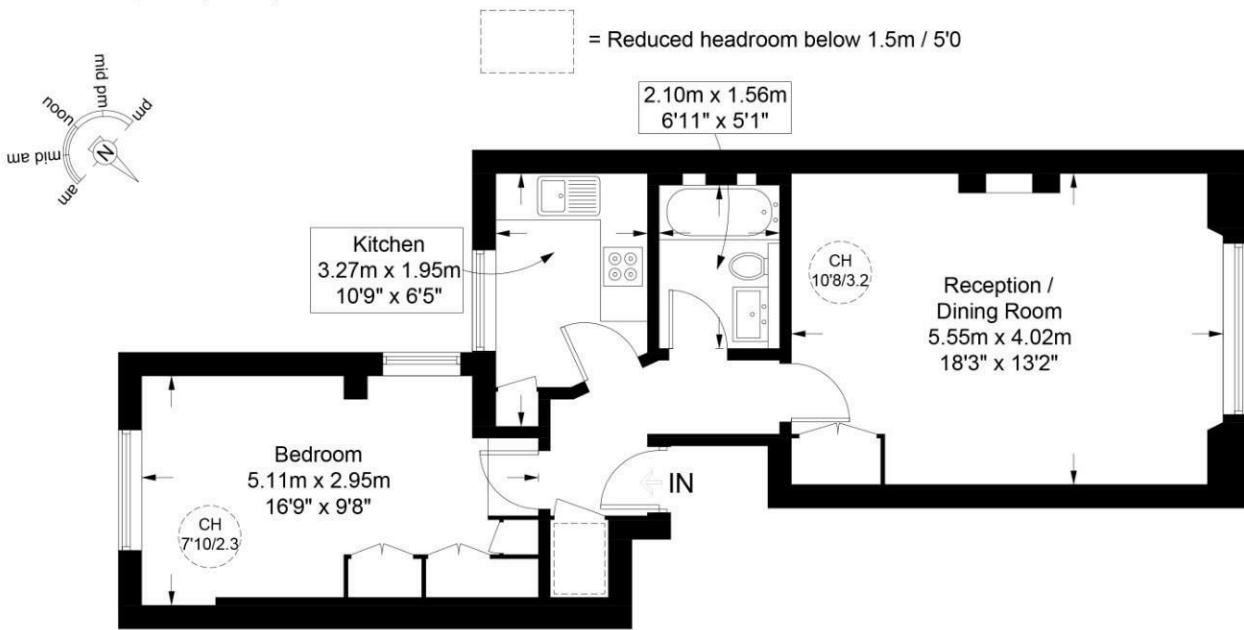 = Reduced headroom below 1.5m / 5'0
mid pm
noon
pm
mid am
am
N
2.10m x 1.56m
6'11" x 5'1"
Kitchen
3.27m x 1.95m
10'9" x 6'5"
CH
10'8/3.2
Reception /
Dining Room
5.55m x 4.02m
18'3" x 13'2"
Bedroom
5.11m x 2.95m
16'9" x 9'8"
CH
7'10/2.3
IN